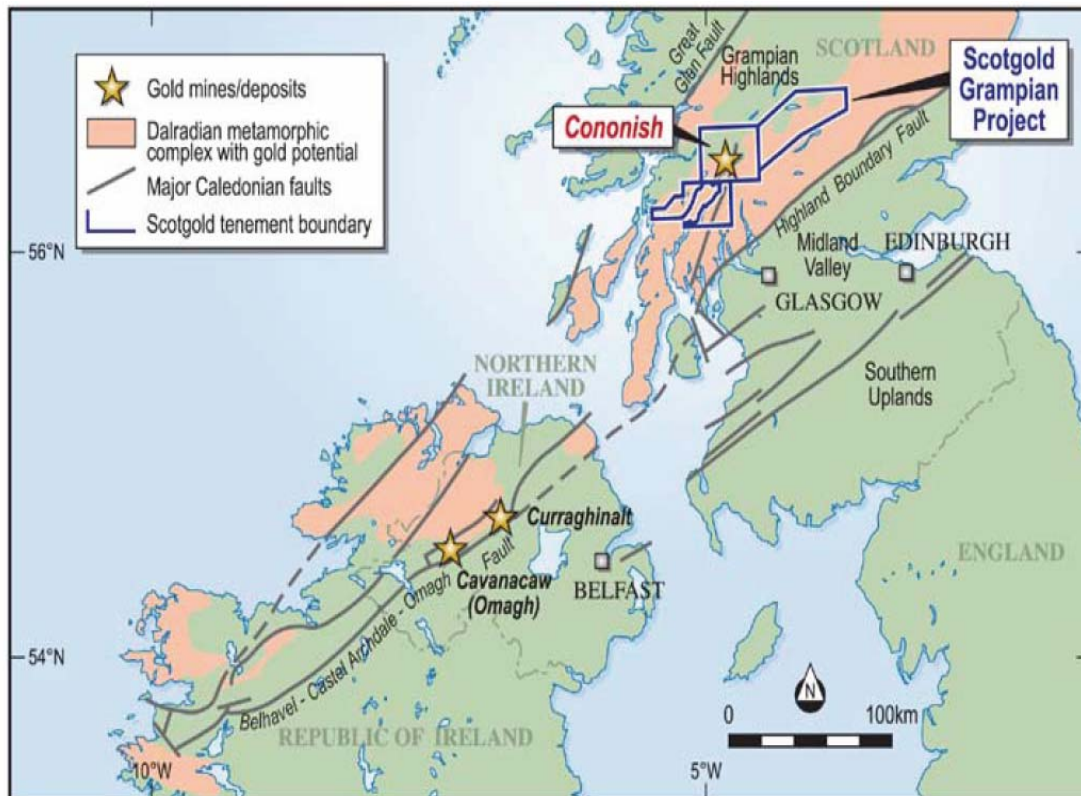 Gold mines/deposits
Dalradian metamorphic
complex with gold potential
Major Caledonian faults
Scotgold tenement boundary
Great
Glen Fault
Grampian
Highlands
SCOTLAND
Scotgold
Grampian
Project
Cononish
Highland Boundary Fault
56°N
Midland
Valley
EDINBURGH
GLASGOW
NORTHERN
IRELAND
Southern
Uplands
Curraghinalt
Cavanacaw
(Omagh)
BELFAST
ENGLAND
Belhavel - Castel Archdale - Omagh Fault
54°N
N
0
100km
REPUBLIC OF IRELAND
10°W
5°W